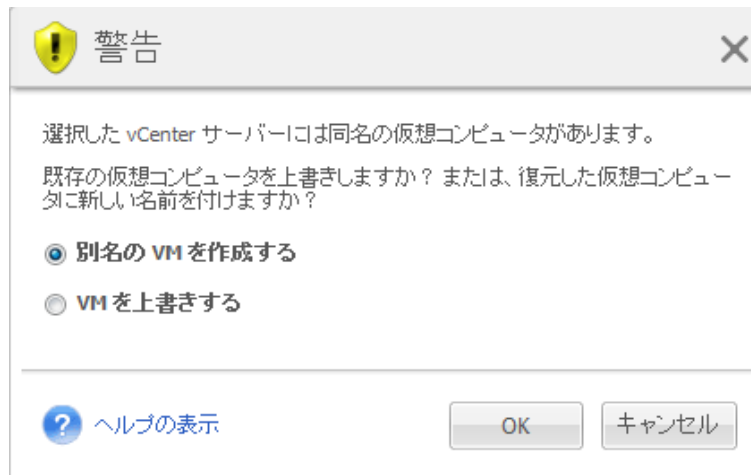 警告
選択した vCenter サーバーには同名の仮想コンピュータがあります。
既存の仮想コンピュータを上書きしますか？ または、復元した仮想コンピュー
タに新しい名前を付けますか？
別名の VM を作成する
VM を上書きする
ヘルプの表示
OK
キャンセル